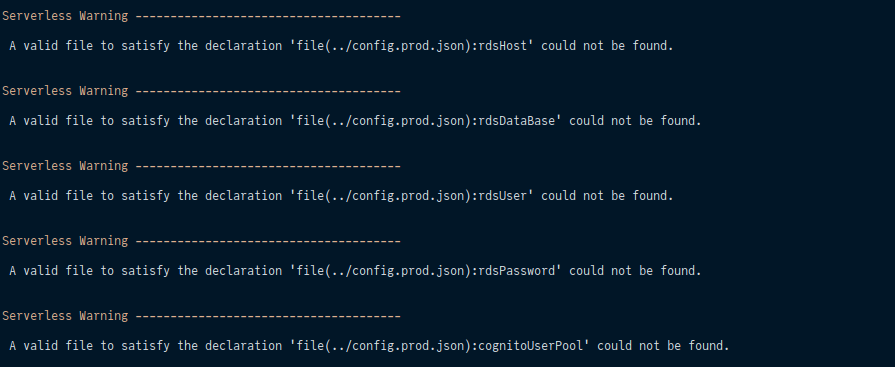 Serverless Warning --------------------------------------
A valid file to satisfy the declaration 'file(../config.prod.json):rdsHost' could not be found.
Serverless Warning --------------------------------------
A valid file to satisfy the declaration 'file(../config.prod.json):rdsDataBase' could not be found.
Serverless Warning --------------------------------------
A valid file to satisfy the declaration 'file(../config.prod.json):rdsUser' could not be found.
Serverless Warning --------------------------------------
A valid file to satisfy the declaration 'file(../config.prod.json):rdsPassword' could not be found.
Serverless Warning --------------------------------------
A valid file to satisfy the declaration 'file(../config.prod.json):cognitoUserPool' could not be found.